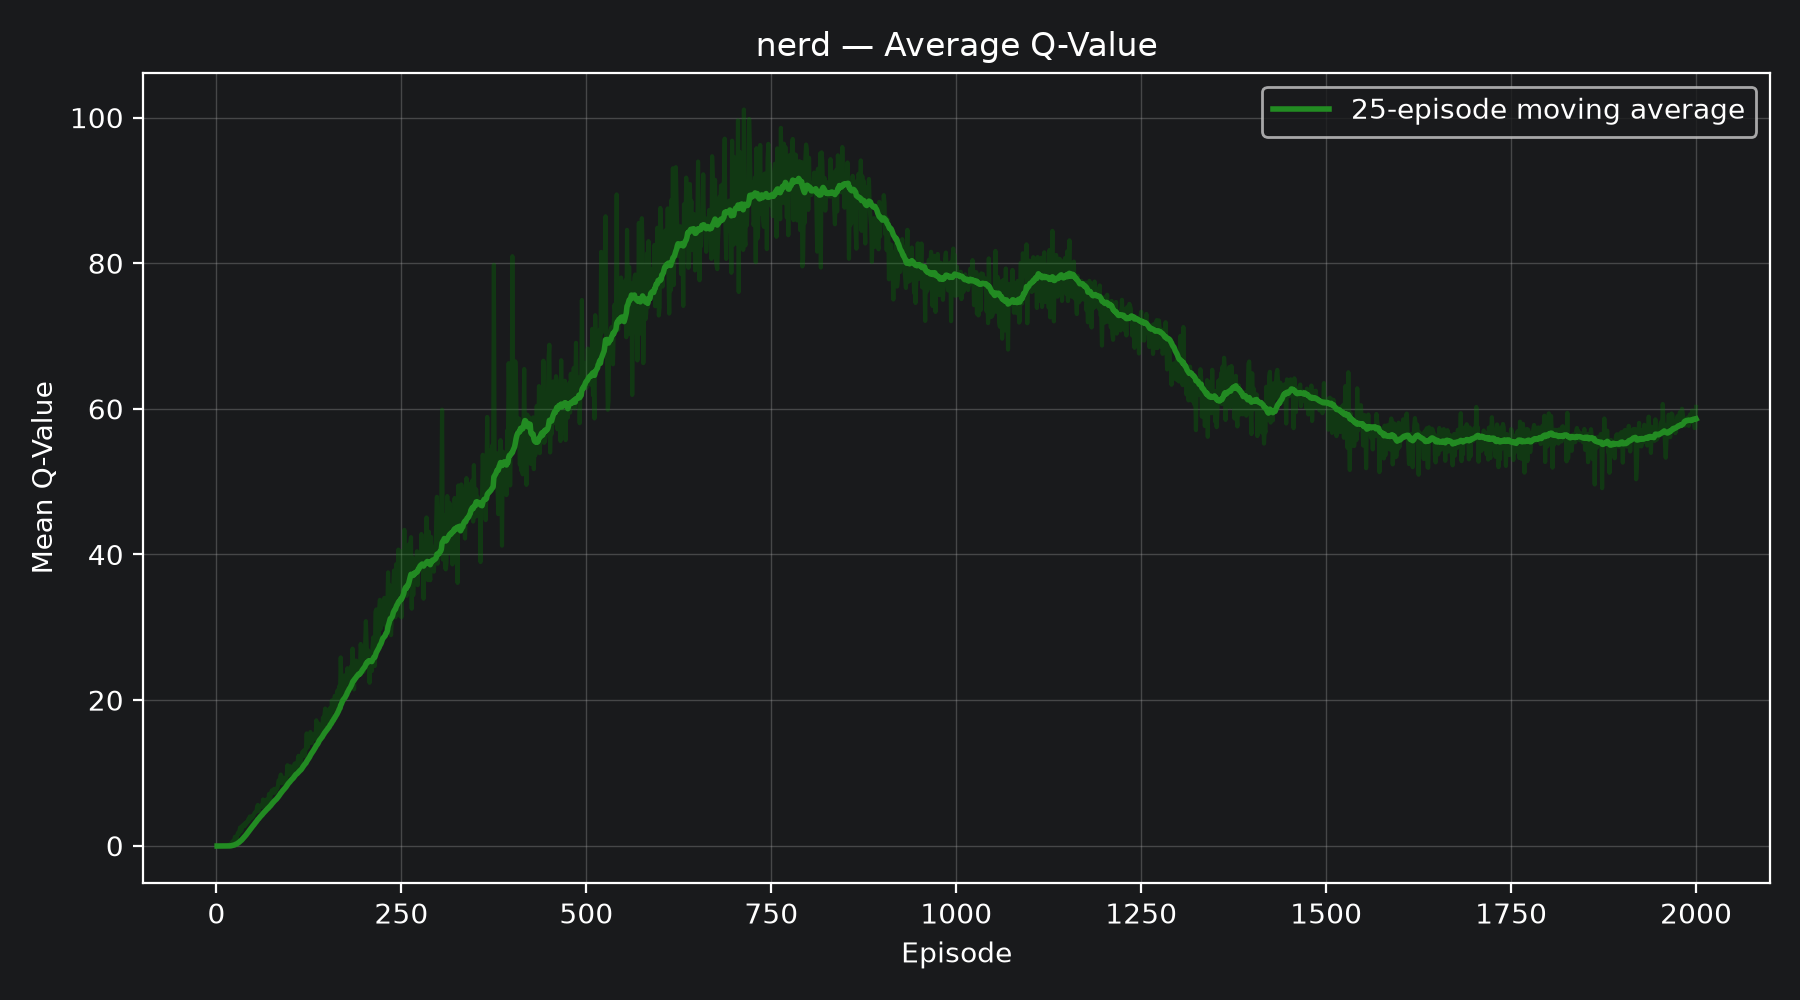 nerd — Average Q-Value
25-episode moving average
100
80
60
40
20
0
Mean Q-Value
0 250 500 750 1000 1250 1500 1750 2000
Episode